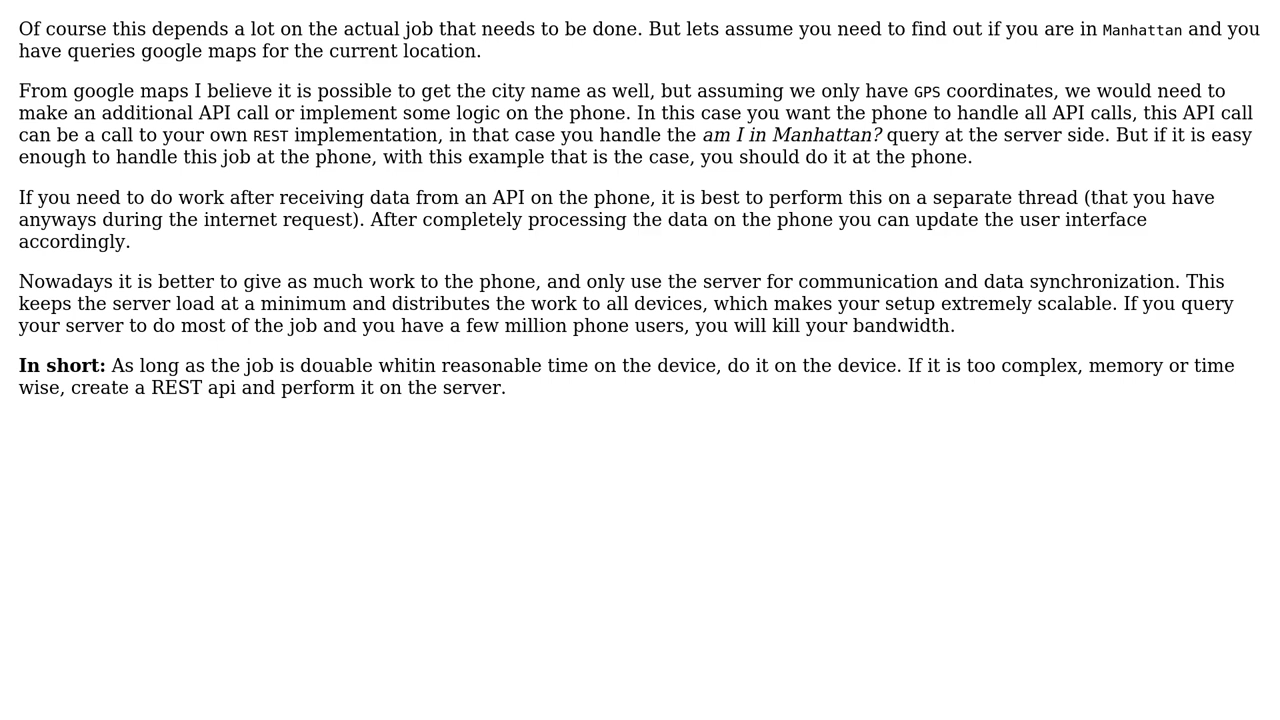 Of course this depends a lot on the actual job that needs to be done. But lets assume you need to find out if you are in Manhattan and you
have queries google maps for the current location.
From google maps I believe it is possible to get the city name as well, but assuming we only have GPS coordinates, we would need to
make an additional API call or implement some logic on the phone. In this case you want the phone to handle all API calls, this API call
can be a call to your own REST implementation, in that case you handle the am I in Manhattan? query at the server side. But if it is easy
enough to handle this job at the phone, with this example that is the case, you should do it at the phone.
If you need to do work after receiving data from an API on the phone, it is best to perform this on a separate thread (that you have
anyways during the internet request). After completely processing the data on the phone you can update the user interface
accordingly.
Nowadays it is better to give as much work to the phone, and only use the server for communication and data synchronization. This
keeps the server load at a minimum and distributes the work to all devices, which makes your setup extremely scalable. If you query
your server to do most of the job and you have a few million phone users, you will kill your bandwidth.
In short: As long as the job is douable whitin reasonable time on the device, do it on the device. If it is too complex, memory or time
wise, create a REST api and perform it on the server.